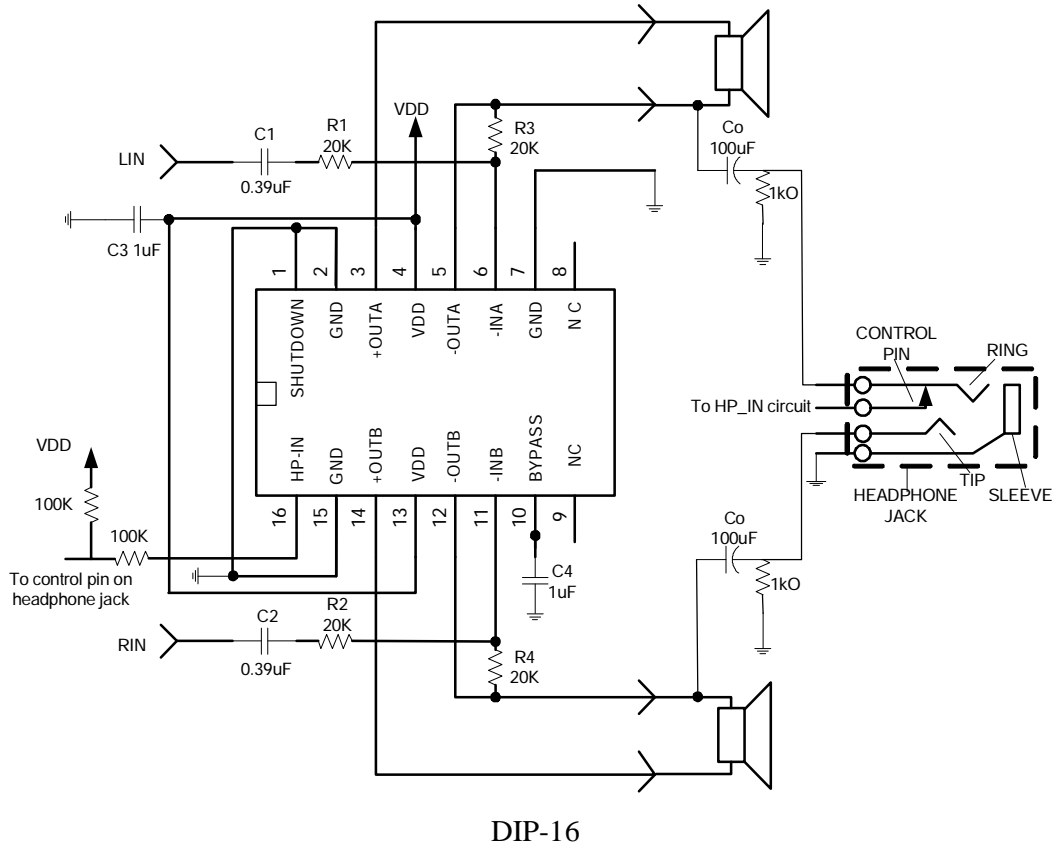 VDD
C1
R1
20K
LIN
0.39uF
R3
20K
Co
100uF
1kO
C3 1uF
1
2
3
4
5
6
7
8
SHUTDOWN
GND
+OUTA
VDD
-OUTA
-INA
GND
NC
HP-IN
GND
+OUTB
VDD
-OUTB
-INB
BYPASS
NC
16
15
14
13
12
11
10
9
CONTROL
PIN
RING
To HP_IN circuit
TIP
HEADPHONE
JACK
SLEEVE
VDD
100K
100K
To control pin on
headphone jack
C4
1uF
Co
100uF
1kO
C2
R2
20K
RIN
0.39uF
R4
20K
DIP-16